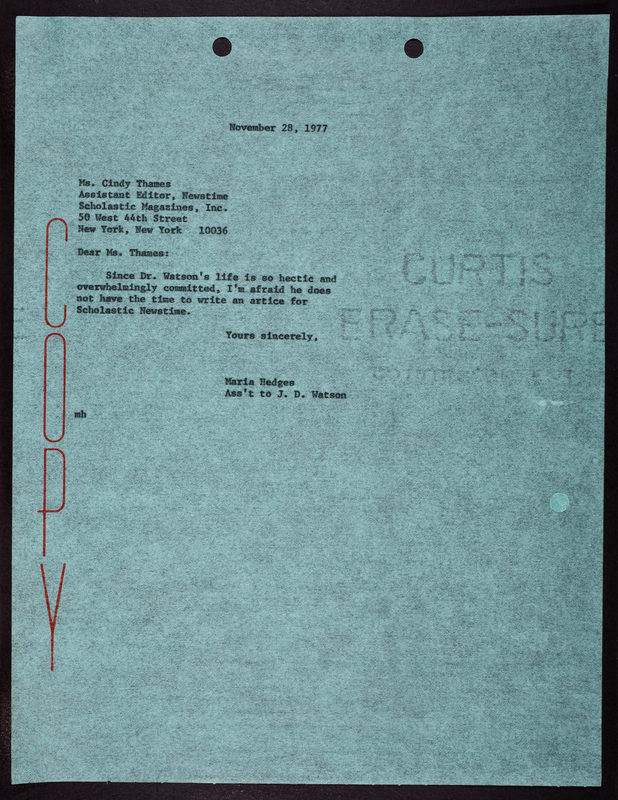 November 28, 1977
Ms. Cindy Thames
Assistant Editor, Newstime
Scholastic Magazines, Inc.
50 West 44th Street
New York, New York 10036
Dear Ms. Thames:
Since Dr. Watson's life is so hectic and
overwhelmingly committed, I'm afraid he does
not have the time to write an artice for
Scholastic Newstime.
Yours sincerely,
Maria Hedges
Ass't to J. D. Watson
mh
COPY
CURTIS
ERASE-SURE